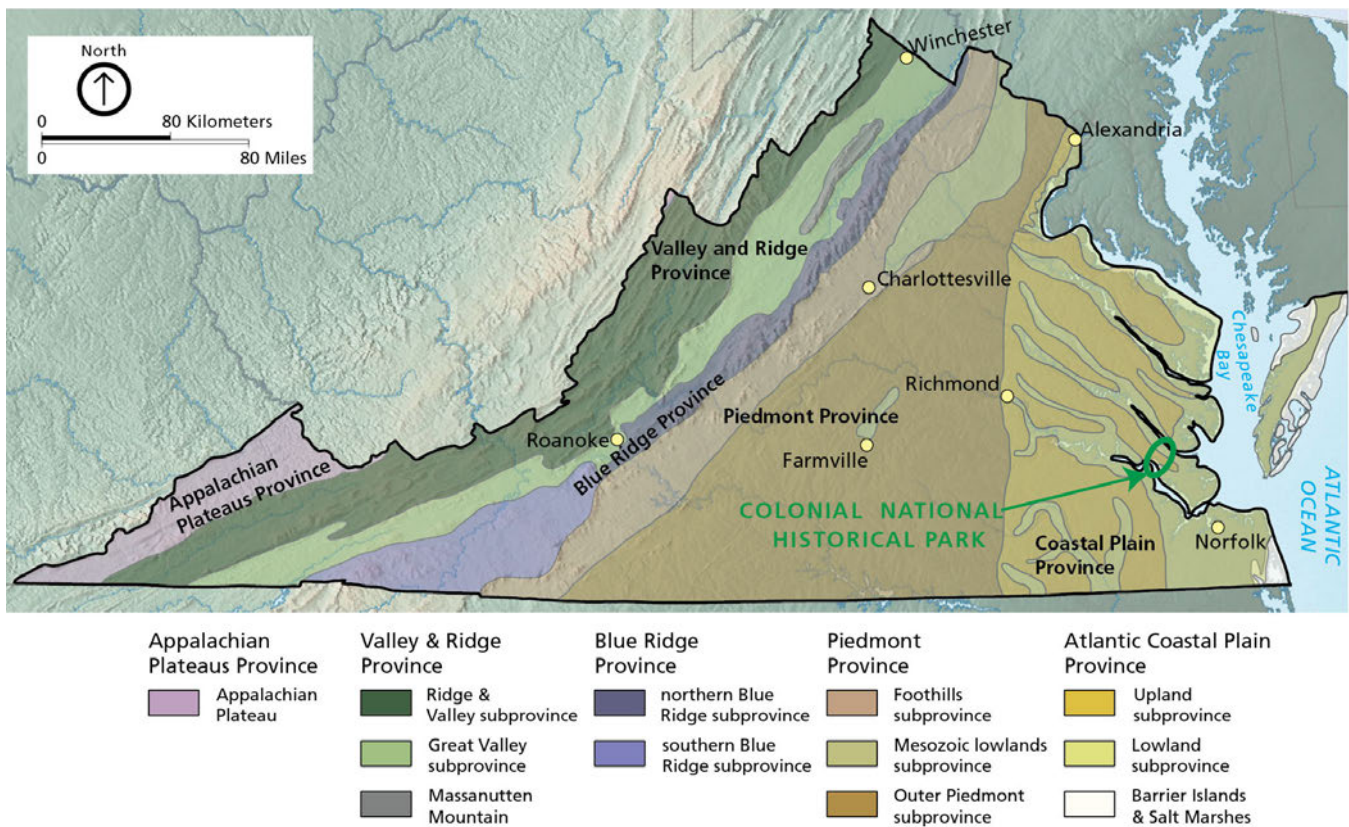 North
0
80 Kilometers
0
80 Miles
Winchester
Alexandria
Valley and Ridge
Province
Charlottesville
Chesapeake
Bay
Richmond
Piedmont Province
Blue Ridge Province
Roanoke
Farmville
Appalachian
Plateaus Province
COLONIAL NATIONAL
HISTORICAL PARK
ATLANTIC
OCEAN
Coastal Plain
Province
Norfolk
Appalachian
Plateaus Province
Appalachian
Plateau
Valley & Ridge
Province
Ridge &
Valley subprovince
Great Valley
subprovince
Massanutten
Mountain
Blue Ridge
Province
northern Blue
Ridge subprovince
southern Blue
Ridge subprovince
Piedmont
Province
Foothills
subprovince
Mesozoic lowlands
subprovince
Outer Piedmont
subprovince
Atlantic Coastal Plain
Province
Upland
subprovince
Lowland
subprovince
Barrier Islands
& Salt Marshes